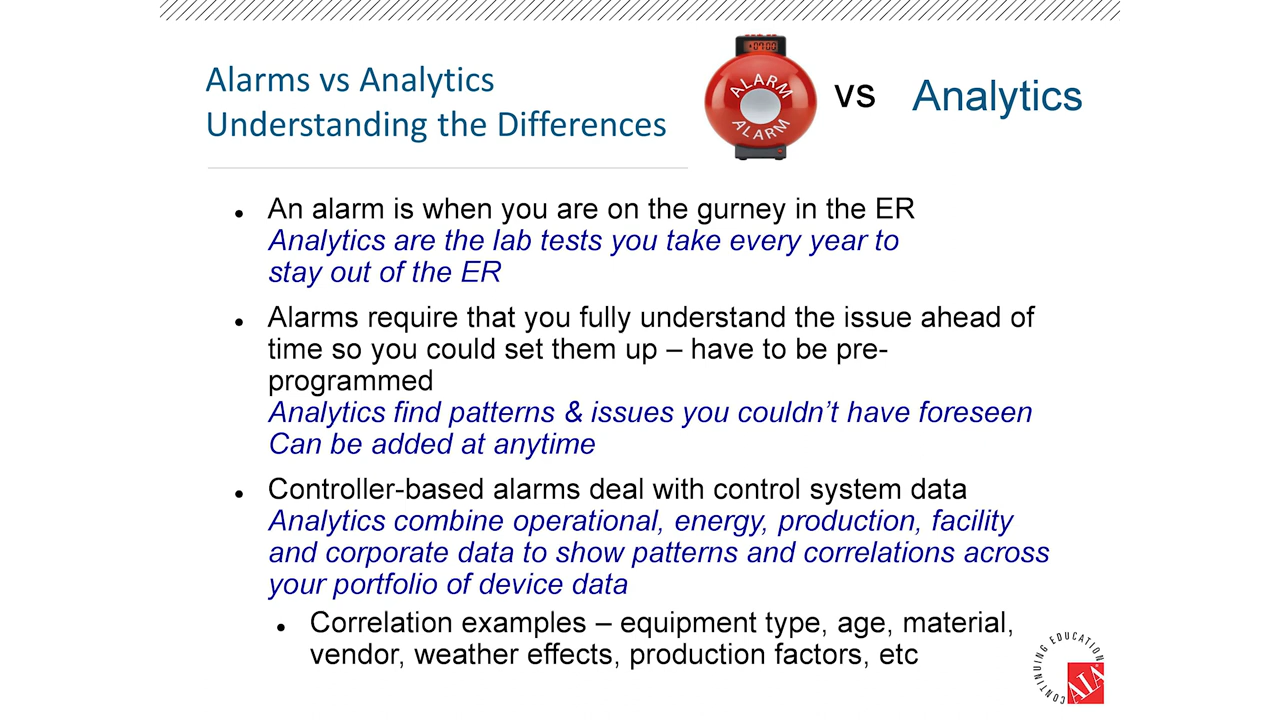 Alarms vs Analytics
Understanding the Differences
+07:00
ALARM
ALARM
vs
Analytics
An alarm is when you are on the gurney in the ER
Analytics are the lab tests you take every year to
stay out of the ER
Alarms require that you fully understand the issue ahead of
time so you could set them up – have to be pre-
programmed
Analytics find patterns & issues you couldn’t have foreseen
Can be added at anytime
Controller-based alarms deal with control system data
Analytics combine operational, energy, production, facility
and corporate data to show patterns and correlations across
your portfolio of device data
Correlation examples – equipment type, age, material,
vendor, weather effects, production factors, etc
CONTINUING EDUCATION
AIA